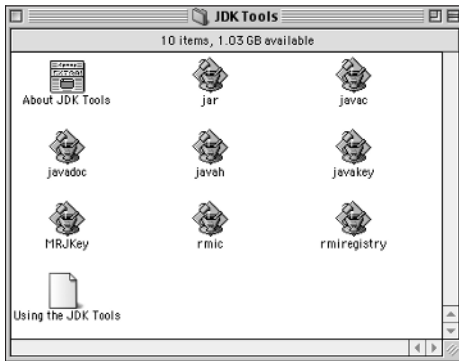 JDK Tools
10 items, 1.03 GB available
About JDK Tools
jar
javac
javadoc
javah
javakey
MRJKey
rmic
rmiregistry
Using the JDK Tools